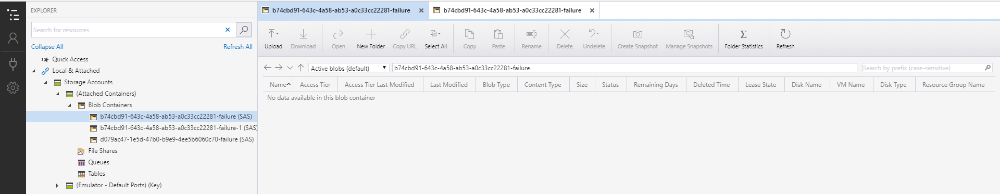 EXPLORER
Search for resources
Collapse All Refresh All
Quick Access
Local & Attached
Storage Accounts
(Attached Containers)
Blob Containers
b74cbd91-643c-4a58-ab53-a0c33cc22281-failure (SAS)
b74cbd91-643c-4a58-ab53-a0c33cc22281-failure-1 (SAS)
d079ac47-1e5d-47b0-b9e9-4ee5b6060c70-failure (SAS)
File Shares
Queues
Tables
(Emulator - Default Ports) (Key)
b74cbd91-643c-4a58-ab53-a0c33cc22281-failure b74cbd91-643c-4a58-ab53-a0c33cc22281-failure
Upload Download Open New Folder Copy URL Select All Copy Paste Rename Delete Undelete Create Snapshot Manage Snapshots Folder Statistics Refresh
Active blobs (default) b74cbd91-643c-4a58-ab53-a0c33cc22281-failure Search by prefix (case-sensitive)
Name Access Tier Access Tier Last Modified Last Modified Blob Type Content Type Size Status Remaining Days Deleted Time Lease State Disk Name VM Name Disk Type Resource Group Name
No data available in this blob container